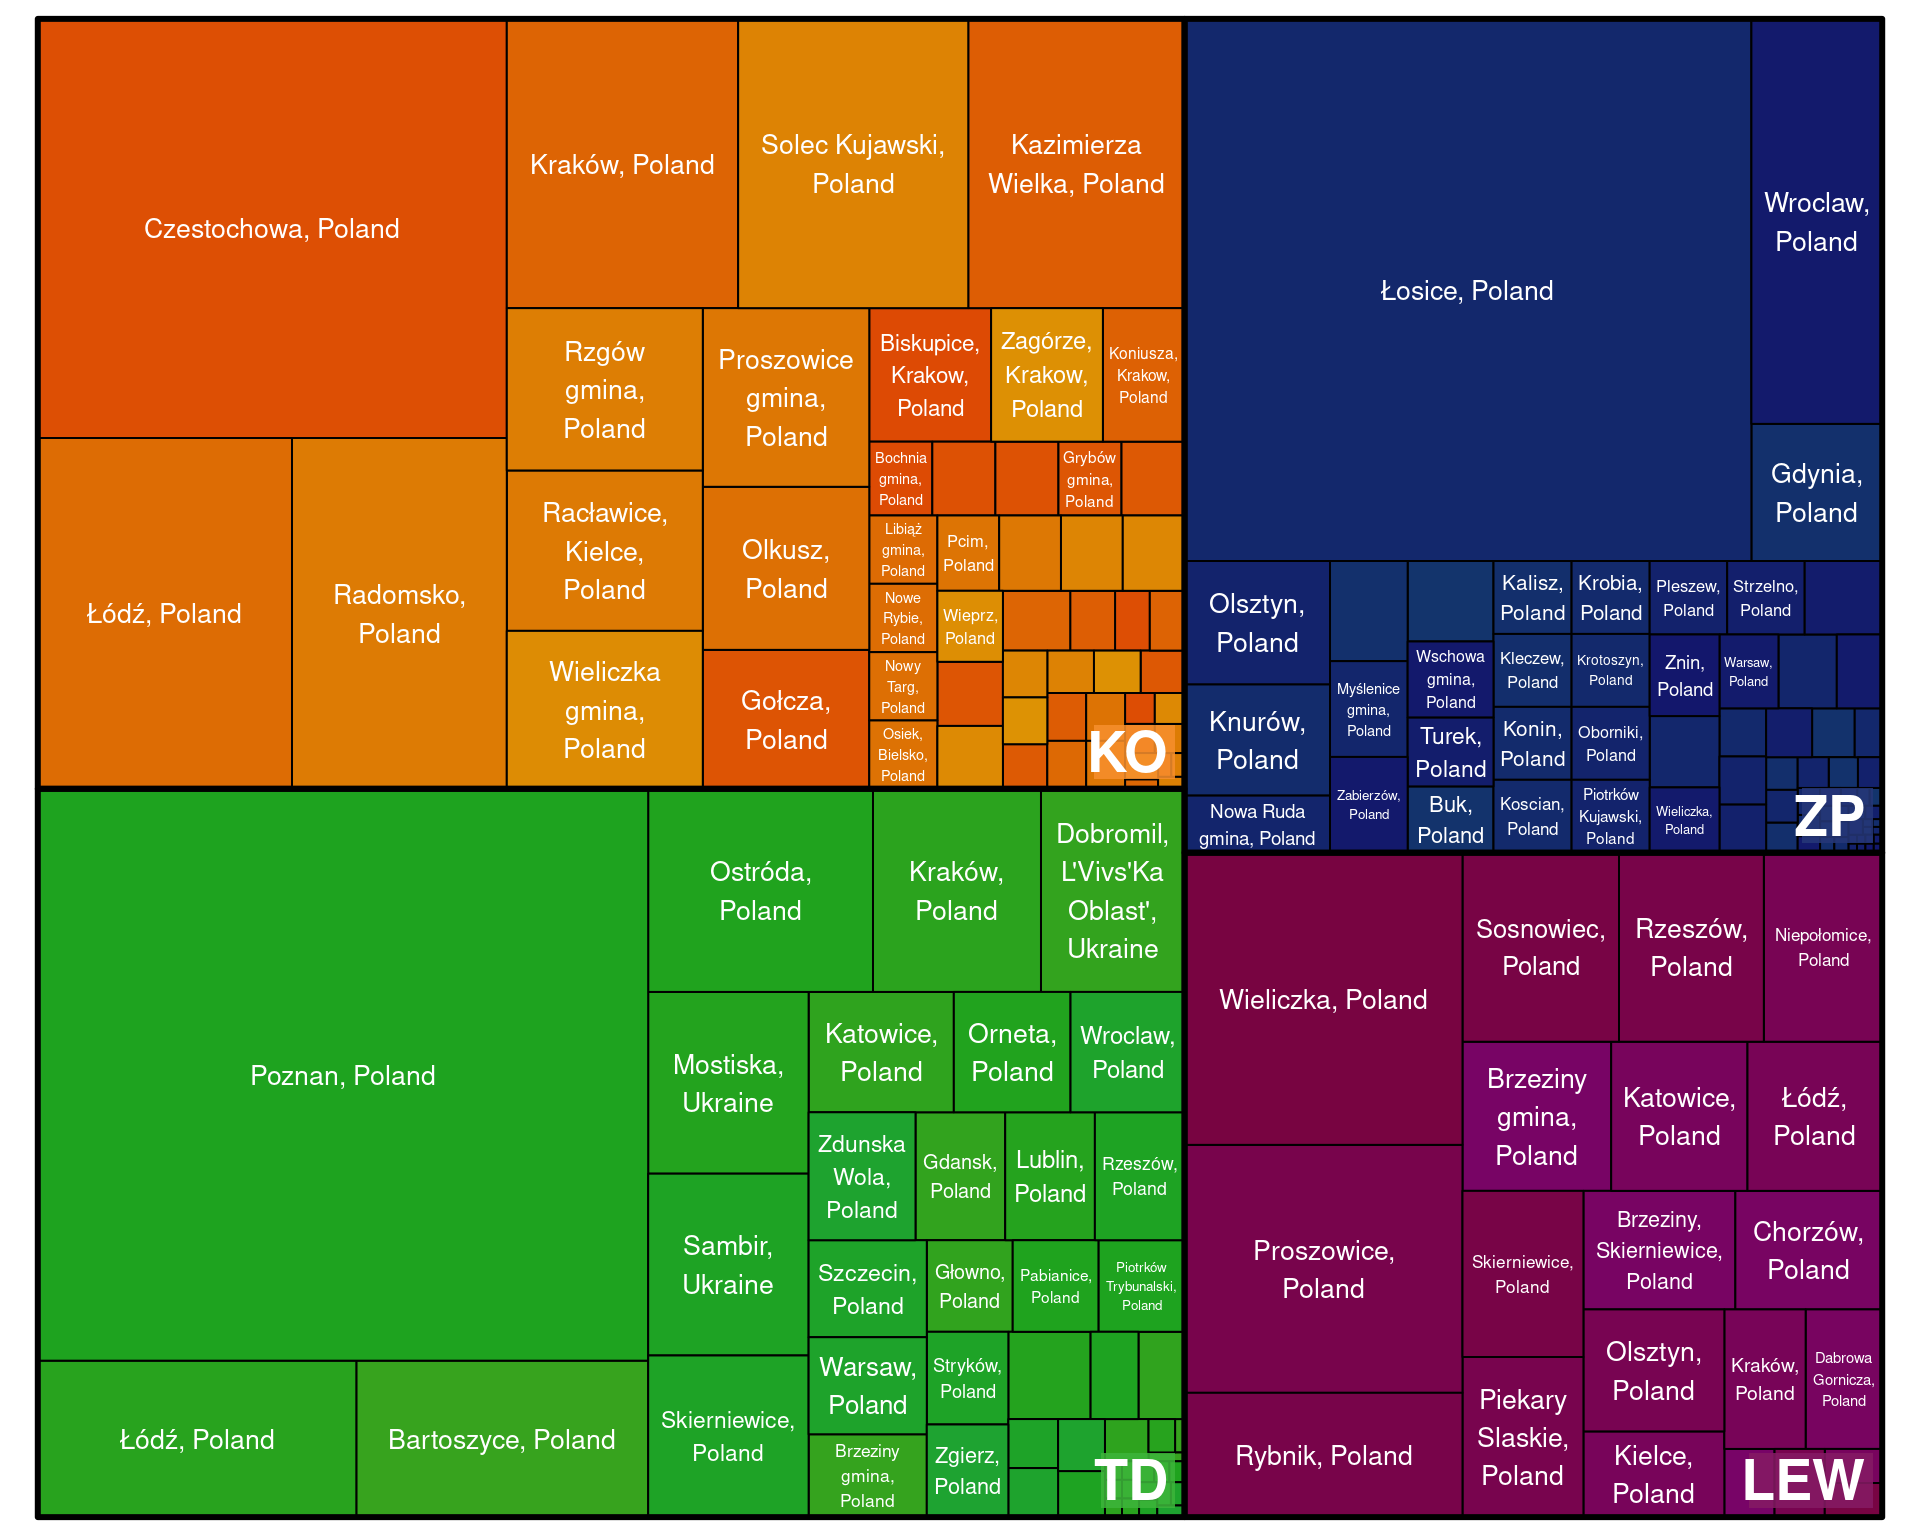 Czestochowa, Poland
Kraków, Poland
Solec Kujawski,
Poland
Kazimierza
Wielka, Poland
Łódź, Poland
Radomsko,
Poland
Rzgów
gmina,
Poland
Racławice,
Kielce,
Poland
Wieliczka
gmina,
Poland
Proszowice
gmina,
Poland
Olkusz,
Poland
Gołcza,
Poland
Biskupice,
Krakow,
Poland
Zagórze,
Krakow,
Poland
Koniusza,
Krakow,
Poland
Bochnia
gmina,
Poland
Grybów
gmina,
Poland
Libiąż
gmina,
Poland
Pcim,
Poland
Nowe
Rybie,
Poland
Wieprz,
Poland
Nowy
Targ,
Poland
Osiek,
Bielsko,
Poland
KO
Łosice, Poland
Wroclaw,
Poland
Gdynia,
Poland
Olsztyn,
Poland
Knurów,
Poland
Nowa Ruda
gmina, Poland
Myślenice
gmina,
Poland
Zabierzów,
Poland
Wschowa
gmina,
Poland
Turek,
Poland
Buk,
Poland
Kalisz,
Poland
Krobia,
Poland
Pleszew,
Poland
Strzelno,
Poland
Kleczew,
Poland
Krotoszyn,
Poland
Znin,
Poland
Warsaw,
Poland
Konin,
Poland
Oborniki,
Poland
Koscian,
Poland
Piotrków
Kujawski,
Poland
Wieliczka,
Poland
ZP
Poznan, Poland
Łódź, Poland
Bartoszyce, Poland
Ostróda,
Poland
Kraków,
Poland
Dobromil,
L'Vivs'Ka
Oblast',
Ukraine
Mostiska,
Ukraine
Sambir,
Ukraine
Skierniewice,
Poland
Katowice,
Poland
Orneta,
Poland
Wroclaw,
Poland
Zdunska
Wola,
Poland
Gdansk,
Poland
Lublin,
Poland
Rzeszów,
Poland
Szczecin,
Poland
Głowno,
Poland
Pabianice,
Poland
Piotrków
Trybunalski,
Poland
Warsaw,
Poland
Stryków,
Poland
Brzeziny
gmina,
Poland
Zgierz,
Poland
TD
Wieliczka, Poland
Proszowice,
Poland
Rybnik, Poland
Sosnowiec,
Poland
Rzeszów,
Poland
Niepołomice,
Poland
Brzeziny
gmina,
Poland
Katowice,
Poland
Łódź,
Poland
Skierniewice,
Poland
Brzeziny,
Skierniewice,
Poland
Chorzów,
Poland
Piekary
Slaskie,
Poland
Olsztyn,
Poland
Kraków,
Poland
Dabrowa
Gornicza,
Poland
Kielce,
Poland
LEW